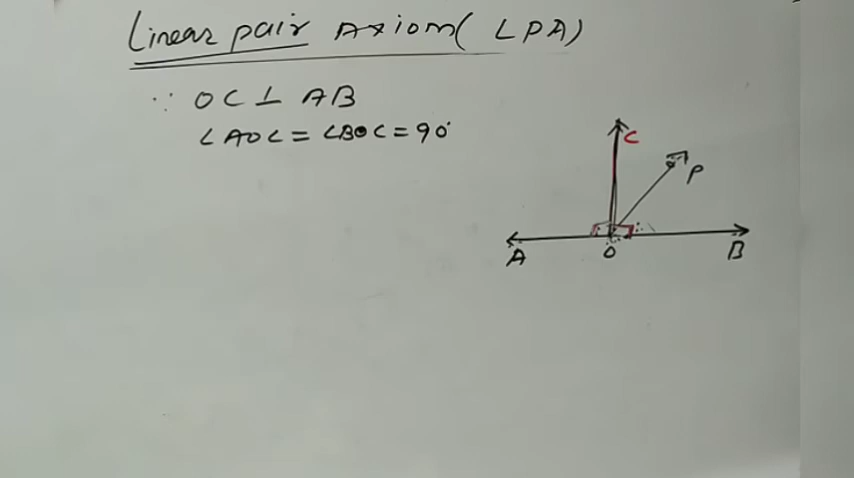 Linear pair Axiom( LPA)
∵ OC ⊥ AB
∠AOC = ∠BOC = 90°
C
P
A
O
B